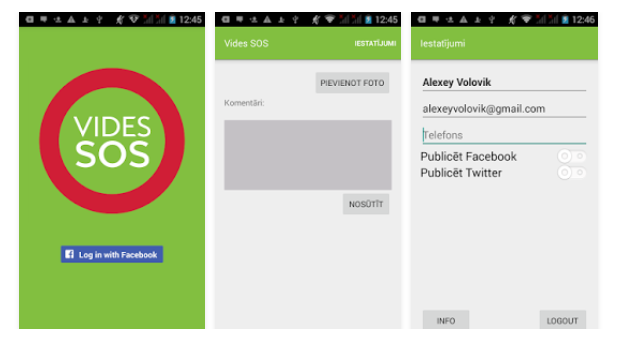 12:45
VIDES
SOS
Log in with Facebook
12:45
Vides SOS
IESTATĪJUMI
PIEVIENOT FOTO
Komentāri:
NOSŪTĪT
12:46
Iestatījumi
Alexey Volovik
alexeyvolovik@gmail.com
Telefons
Publicēt Facebook
Publicēt Twitter
INFO
LOGOUT